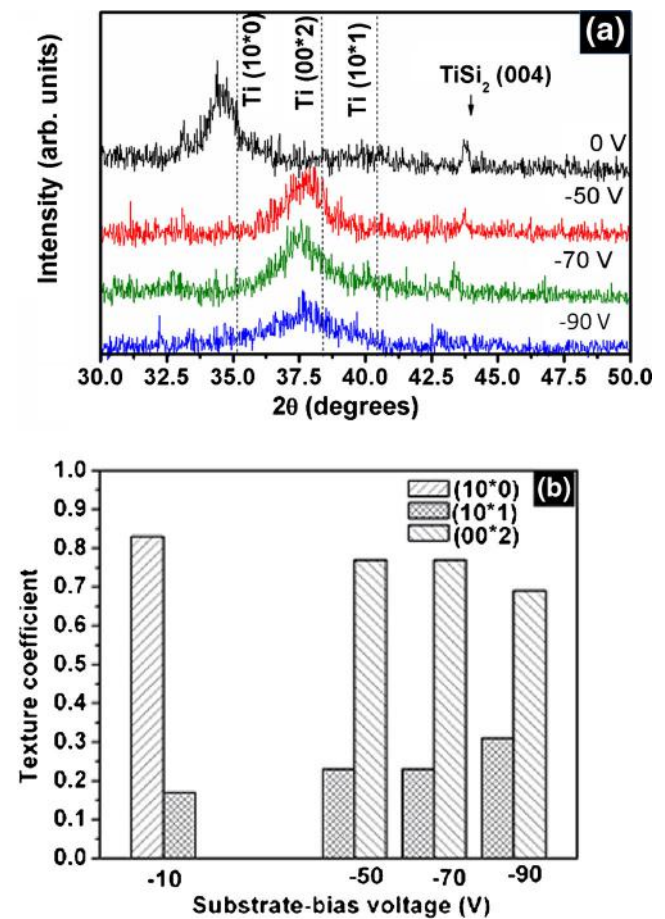 (a)
Ti (10*0)
Ti (00*2)
Ti (10*1)
TiSi₂ (004)
0 V
-50 V
-70 V
-90 V
Intensity (arb. units)
30.0 32.5 35.0 37.5 40.0 42.5 45.0 47.5 50.0
2θ (degrees)
(b)
(10*0)
(10*1)
(00*2)
1.0
0.9
0.8
0.7
0.6
0.5
0.4
0.3
0.2
0.1
0.0
Texture coefficient
-10 -50 -70 -90
Substrate-bias voltage (V)